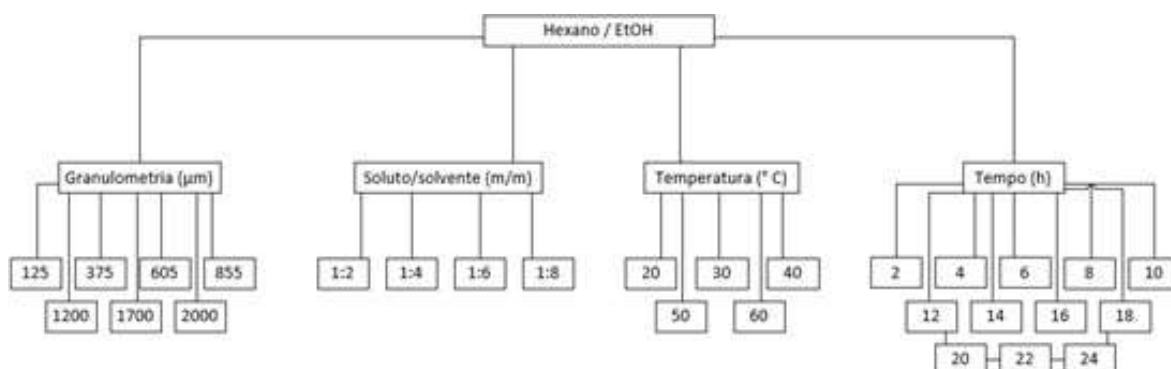 Hexano / EtOH
Granulometria (µm)
Soluto/solvente (m/m)
Temperatura (° C)
Tempo (h)
125 375 605 855
1200 1700 2000
1:2 1:4 1:6 1:8
20 30 40
50 60
2 4 6 8 10
12 14 16 18.
20 22 24